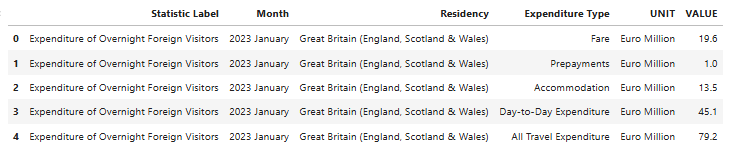 Statistic Label Month Residency Expenditure Type UNIT VALUE
0 Expenditure of Overnight Foreign Visitors 2023 January Great Britain (England, Scotland & Wales) Fare Euro Million 19.6
1 Expenditure of Overnight Foreign Visitors 2023 January Great Britain (England, Scotland & Wales) Prepayments Euro Million 1.0
2 Expenditure of Overnight Foreign Visitors 2023 January Great Britain (England, Scotland & Wales) Accommodation Euro Million 13.5
3 Expenditure of Overnight Foreign Visitors 2023 January Great Britain (England, Scotland & Wales) Day-to-Day Expenditure Euro Million 45.1
4 Expenditure of Overnight Foreign Visitors 2023 January Great Britain (England, Scotland & Wales) All Travel Expenditure Euro Million 79.2